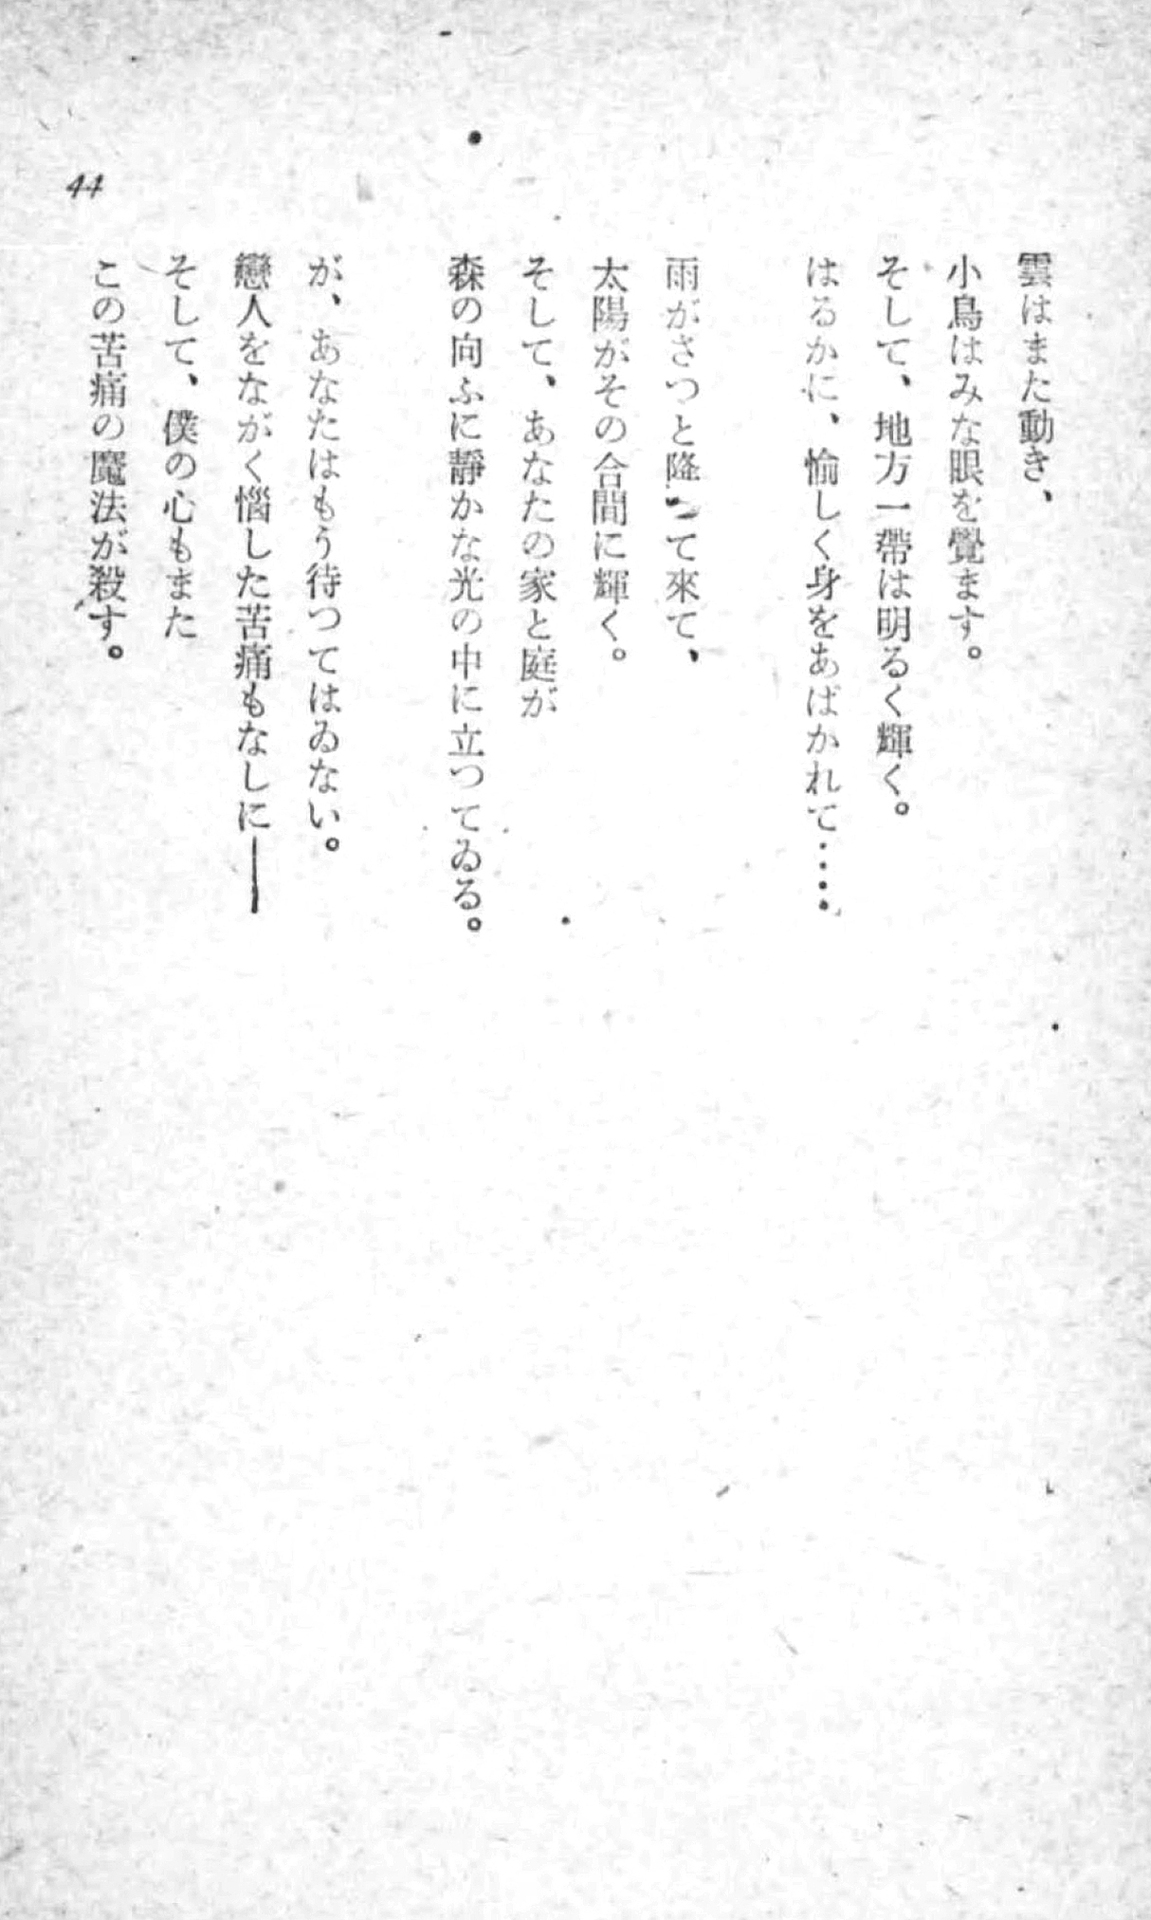 雲はまた動き、
小鳥はみな眼を覺ます。
そして、地方一帶は明るく輝く。
はるかに、愉しく身をあばかれて……
雨がさつと降つて來て、
太陽がその合間に輝く。
そして、あなたの家と庭が
森の向ふに靜かな光の中に立つてゐる。
が、あなたはもう待つてはゐない。
戀人をながく惱した苦痛もなしに——
そして、僕の心もまた
この苦痛の魔法が殺す。
44